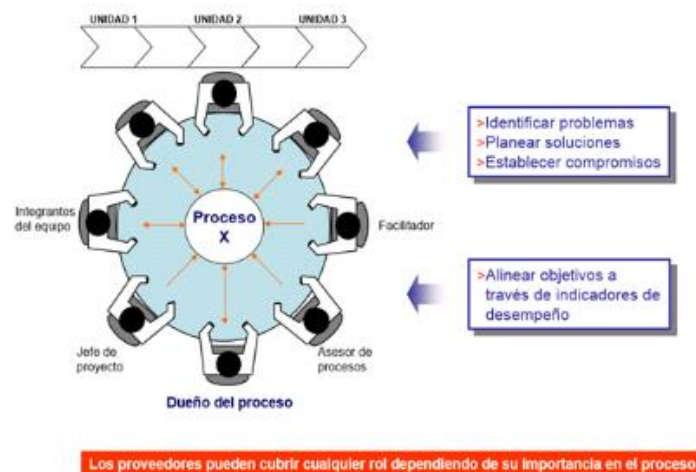 UNIDAD 1
UNIDAD 2
UNIDAD 3
>Identificar problemas
>Planear soluciones
>Establecer compromisos
Integrantes
del equipo
Proceso
X
Facilitador
>Alinear objetivos a
través de indicadores de
desempeño
Jefe de
proyecto
Asesor de
procesos
Dueño del proceso
Los proveedores pueden cubrir cualquier rol dependiendo de su importancia en el proceso